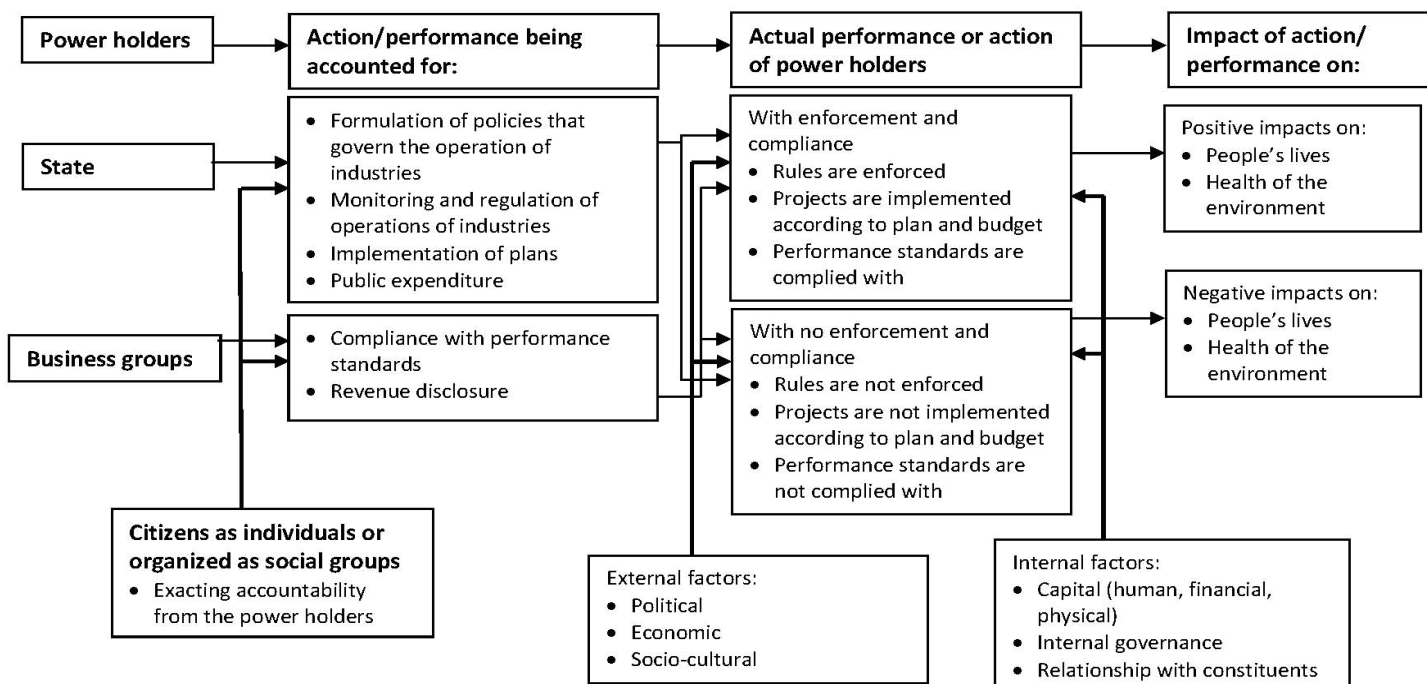 Power holders
Action/performance being
accounted for:
Actual performance or action
of power holders
Impact of action/
performance on:
State
• Formulation of policies that
govern the operation of
industries
• Monitoring and regulation of
operations of industries
• Implementation of plans
• Public expenditure
With enforcement and
compliance
• Rules are enforced
• Projects are implemented
according to plan and budget
• Performance standards are
complied with
Positive impacts on:
• People’s lives
• Health of the
environment
Business groups
• Compliance with performance
standards
• Revenue disclosure
With no enforcement and
compliance
• Rules are not enforced
• Projects are not implemented
according to plan and budget
• Performance standards are
not complied with
Negative impacts on:
• People’s lives
• Health of the
environment
Citizens as individuals or
organized as social groups
• Exacting accountability
from the power holders
External factors:
• Political
• Economic
• Socio-cultural
Internal factors:
• Capital (human, financial,
physical)
• Internal governance
• Relationship with constituents